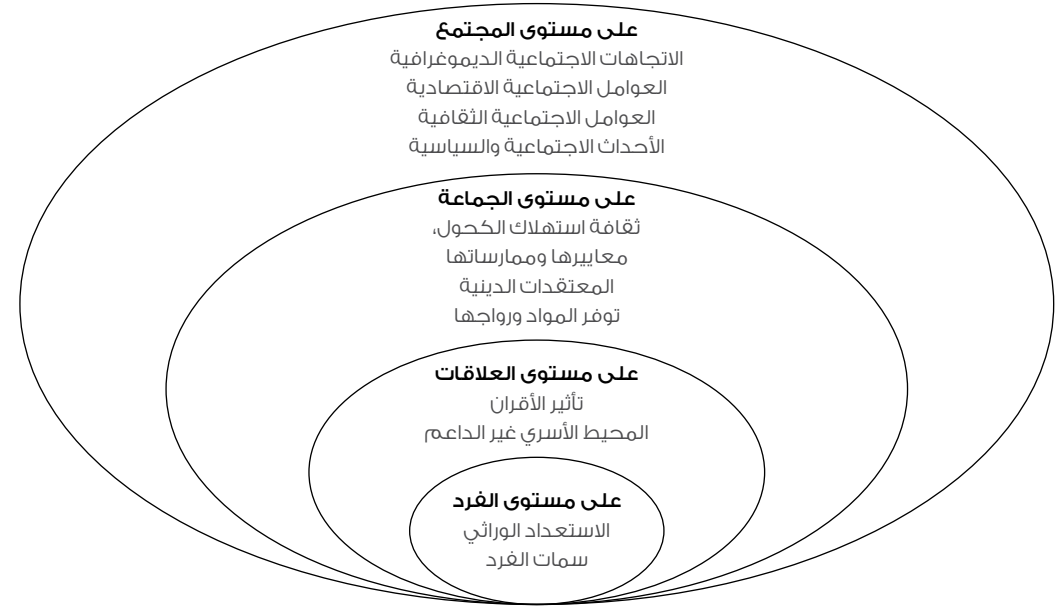 على مستوى المجتمع
الاتجاهات الاجتماعية الديموغرافية
العوامل الاجتماعية الاقتصادية
العوامل الاجتماعية الثقافية
الأحداث الاجتماعية والسياسية
على مستوى الجماعة
ثقافة استهلاك الكحول،
معاييرها وممارساتها
المعتقدات الدينية
توفر المواد ورواجها
على مستوى العلاقات
تأثير الأقران
المحيط الأسري غير الداعم
على مستوى الفرد
الاستعداد الوراثي
سمات الفرد